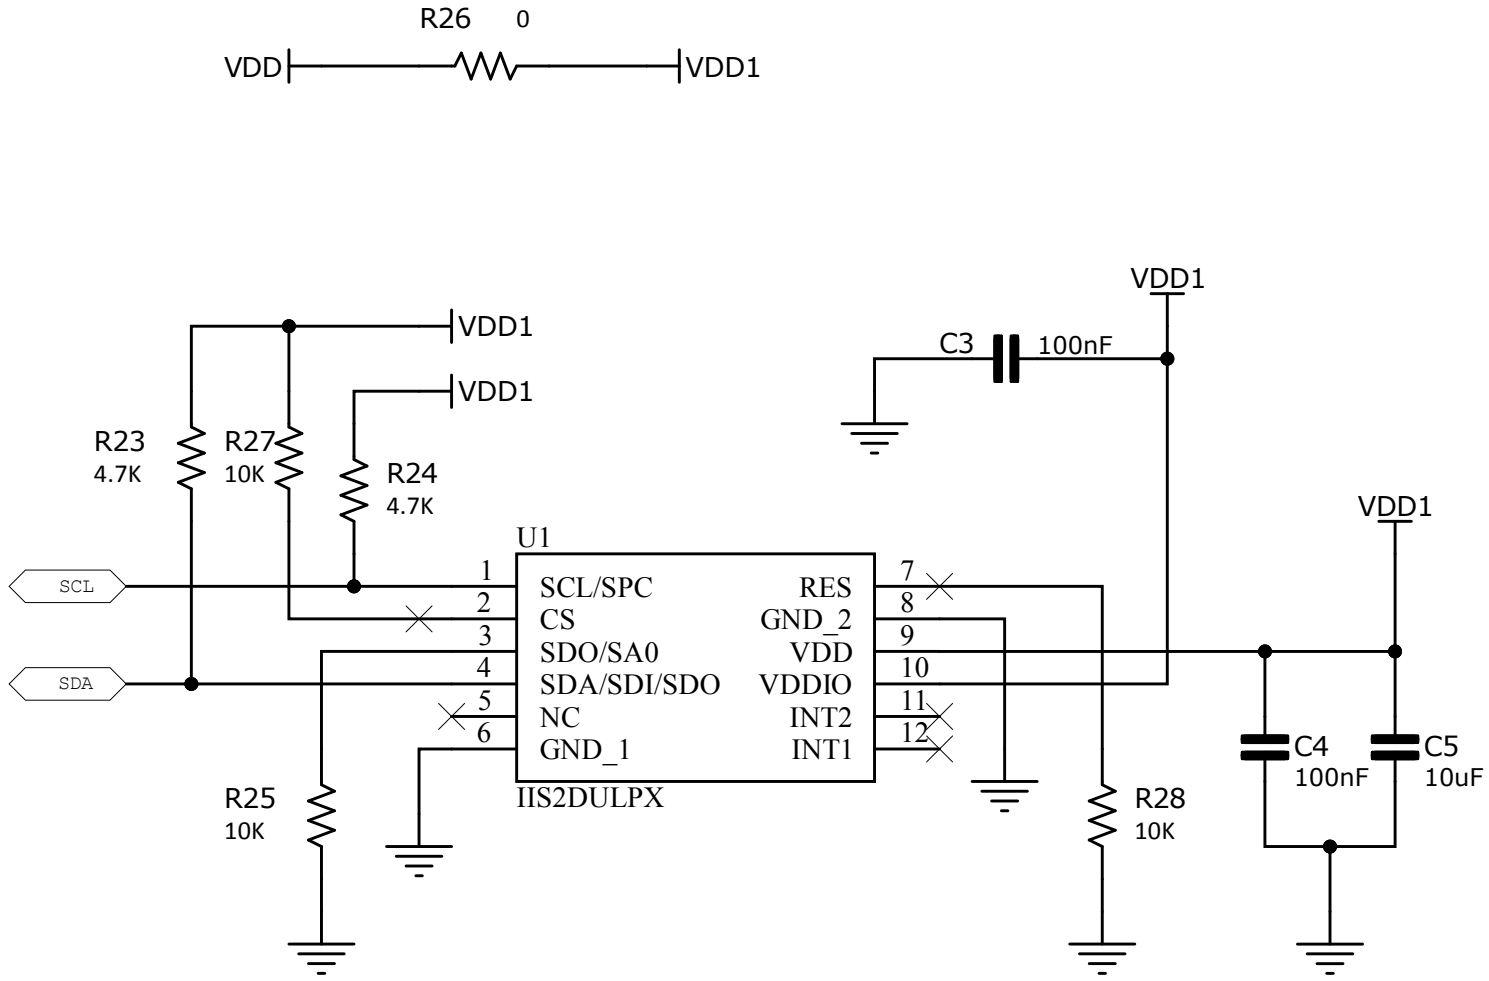 R26 0
VDD VDD1
VDD1
C3 100nF
VDD1
VDD1
R23
4.7K
R27
10K
R24
4.7K
VDD1
U1
SCL 1 SCL/SPC RES 7
2 CS GND_2 8
3 SDO/SA0 VDD 9
SDA 4 SDA/SDI/SDO VDDIO 10
5 NC INT2 11
6 GND_1 INT1 12
IIS2DULPX
C4
100nF
C5
10uF
R25
10K
R28
10K